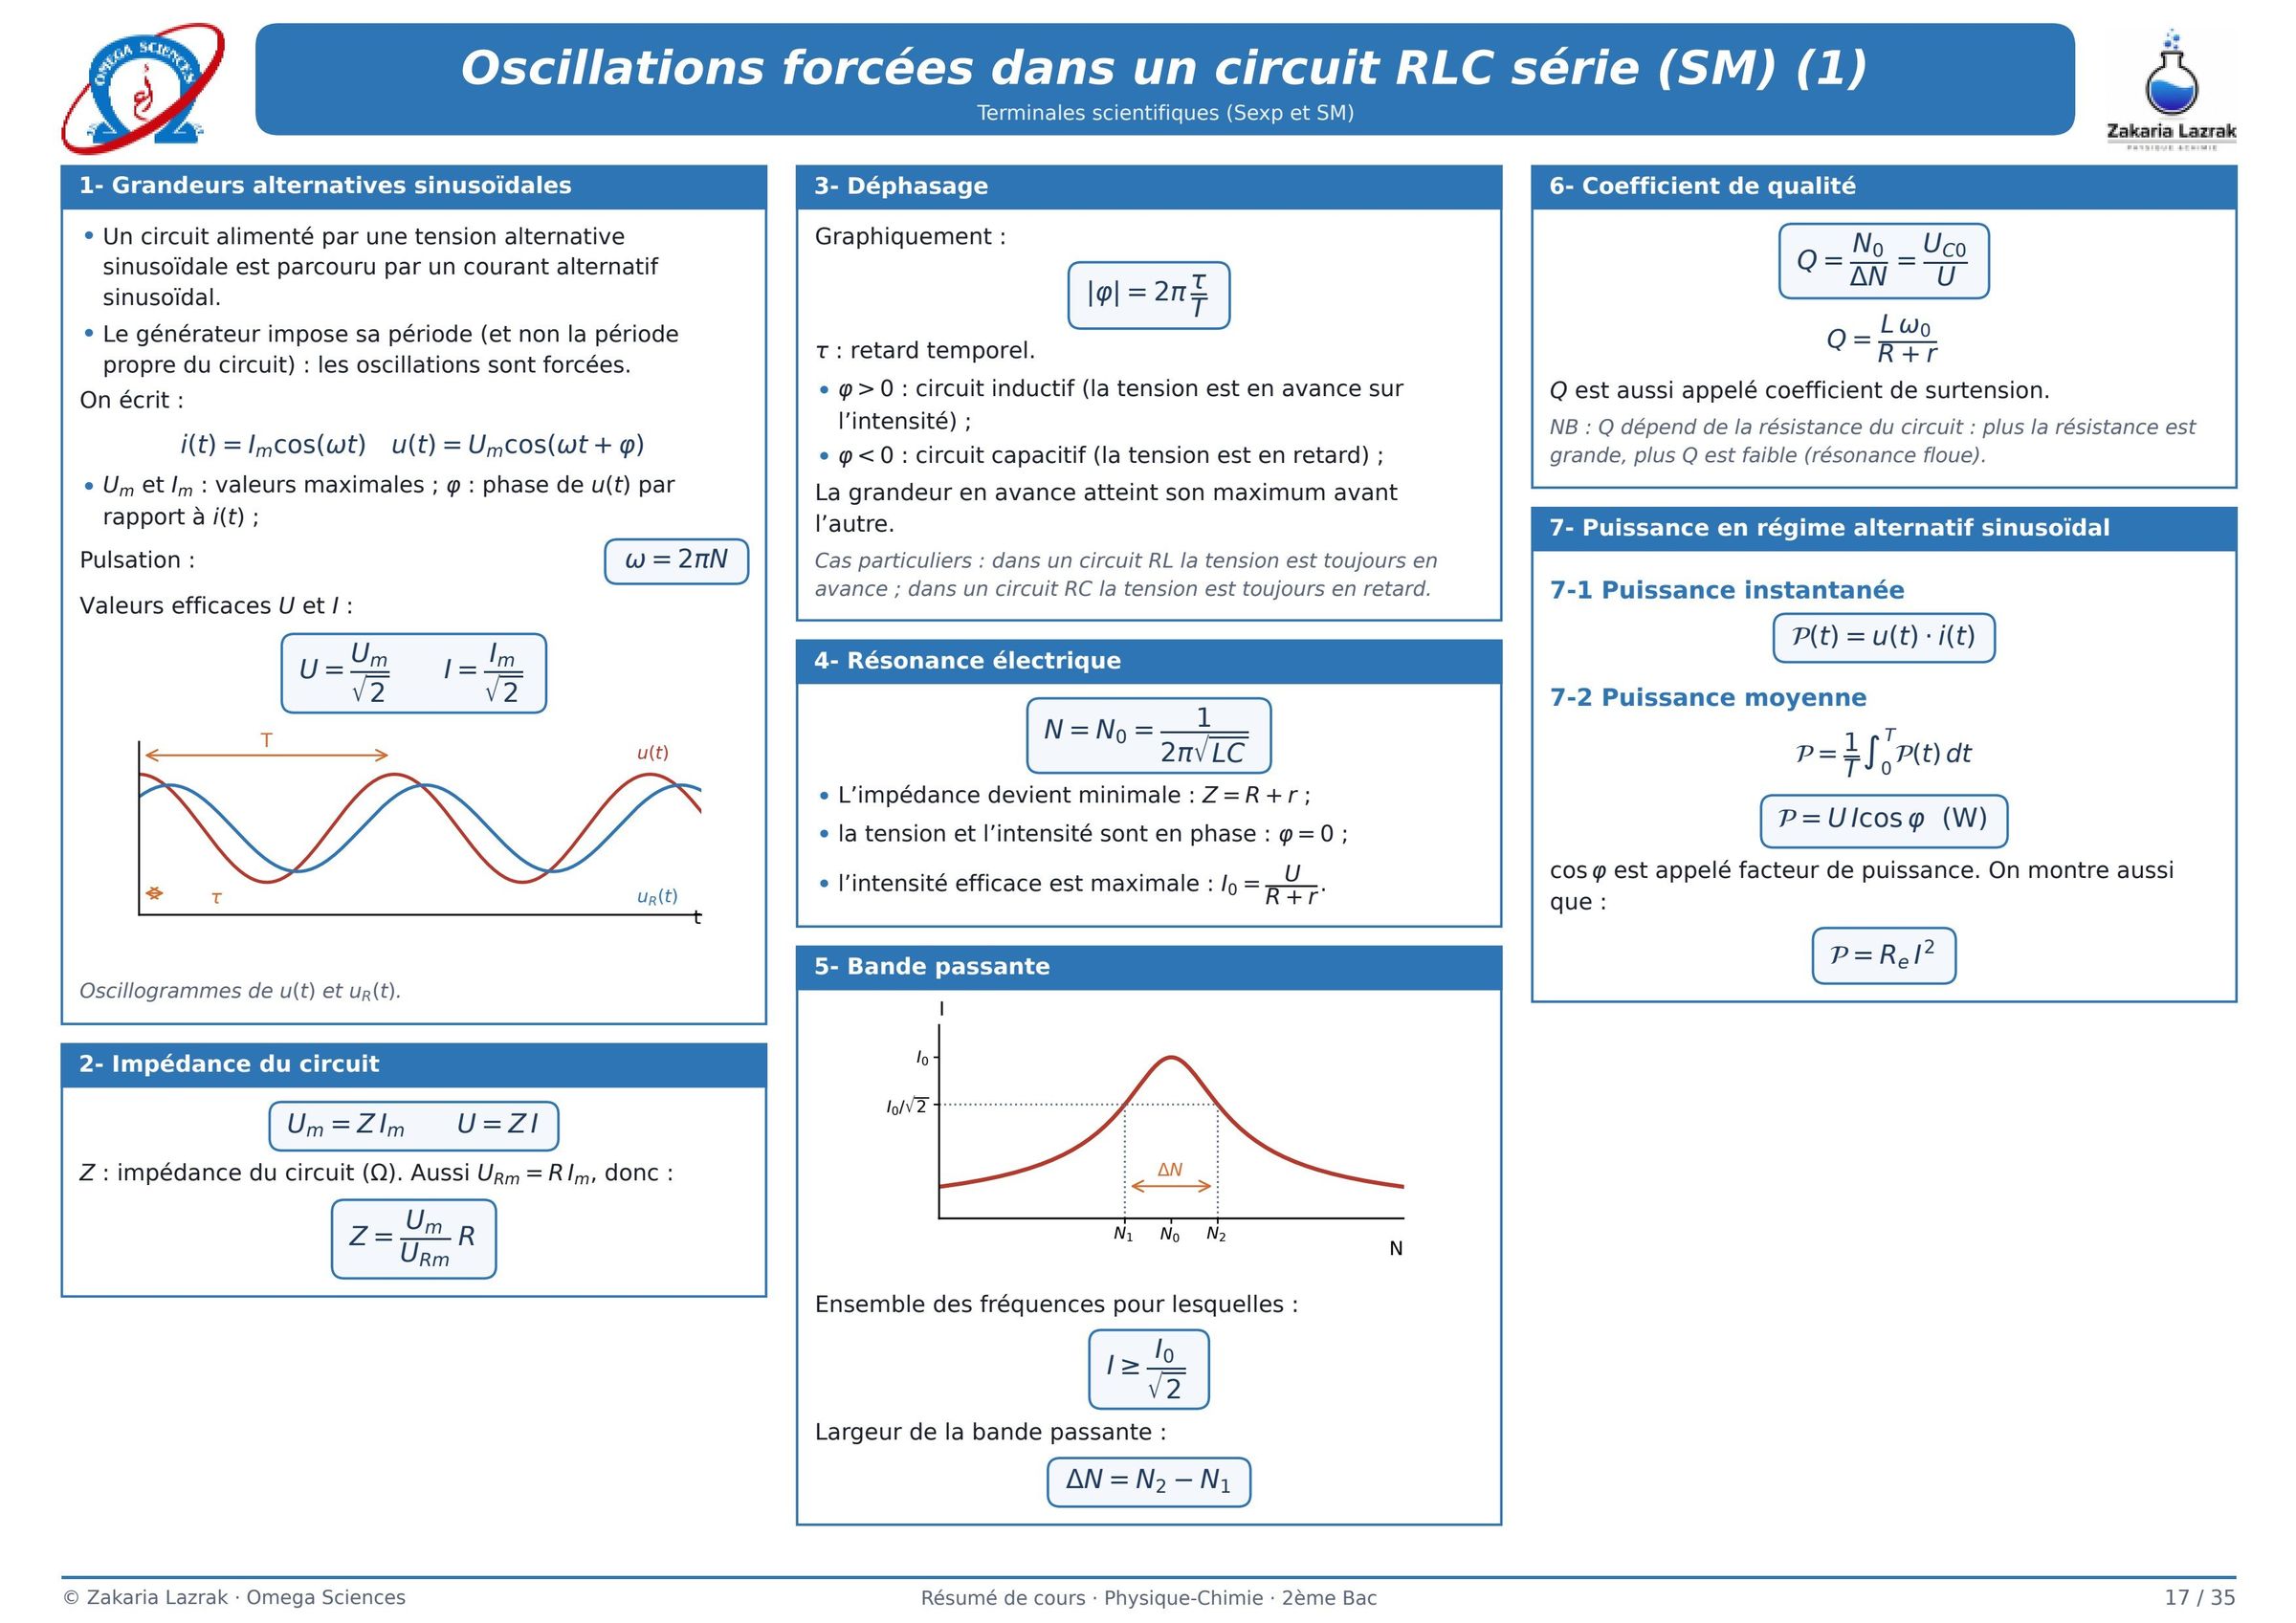 OMEGA SCIENCES
Oscillations forcées dans un circuit RLC série (SM) (1)
Terminales scientifiques (Sexp et SM)
Zakaria Lazrak
1- Grandeurs alternatives sinusoïdales
• Un circuit alimenté par une tension alternative
sinusoïdale est parcouru par un courant alternatif
sinusoïdal.
• Le générateur impose sa période (et non la période
propre du circuit) : les oscillations sont forcées.
On écrit :
i(t) = I_m cos(ωt)   u(t) = U_m cos(ωt + φ)
• U_m et I_m : valeurs maximales ; φ : phase de u(t) par
rapport à i(t) ;
Pulsation :   ω = 2πN
Valeurs efficaces U et I :
U = U_m/√2   I = I_m/√2
T
u(t)
τ
u_R(t)
t
Oscillogrammes de u(t) et u_R(t).
2- Impédance du circuit
U_m = Z I_m   U = Z I
Z : impédance du circuit (Ω). Aussi U_Rm = R I_m, donc :
Z = U_m/U_Rm R
3- Déphasage
Graphiquement :
|φ| = 2π τ/T
τ : retard temporel.
• φ > 0 : circuit inductif (la tension est en avance sur
l’intensité) ;
• φ < 0 : circuit capacitif (la tension est en retard) ;
La grandeur en avance atteint son maximum avant
l’autre.
Cas particuliers : dans un circuit RL la tension est toujours en
avance ; dans un circuit RC la tension est toujours en retard.
4- Résonance électrique
N = N_0 = 1/(2π√LC)
• L’impédance devient minimale : Z = R + r ;
• la tension et l’intensité sont en phase : φ = 0 ;
• l’intensité efficace est maximale : I_0 = U/(R + r).
5- Bande passante
I
I_0
I_0/√2
ΔN
N_1 N_0 N_2
N
Ensemble des fréquences pour lesquelles :
I ≥ I_0/√2
Largeur de la bande passante :
ΔN = N_2 − N_1
6- Coefficient de qualité
Q = N_0/ΔN = U_C0/U
Q = L ω_0/(R + r)
Q est aussi appelé coefficient de surtension.
NB : Q dépend de la résistance du circuit : plus la résistance est
grande, plus Q est faible (résonance floue).
7- Puissance en régime alternatif sinusoïdal
7-1 Puissance instantanée
𝒫(t) = u(t) · i(t)
7-2 Puissance moyenne
𝒫 = 1/T ∫_0^T 𝒫(t) dt
𝒫 = U I cos φ (W)
cos φ est appelé facteur de puissance. On montre aussi
que :
𝒫 = R_e I²
© Zakaria Lazrak · Omega Sciences
Résumé de cours · Physique-Chimie · 2ème Bac
17 / 35